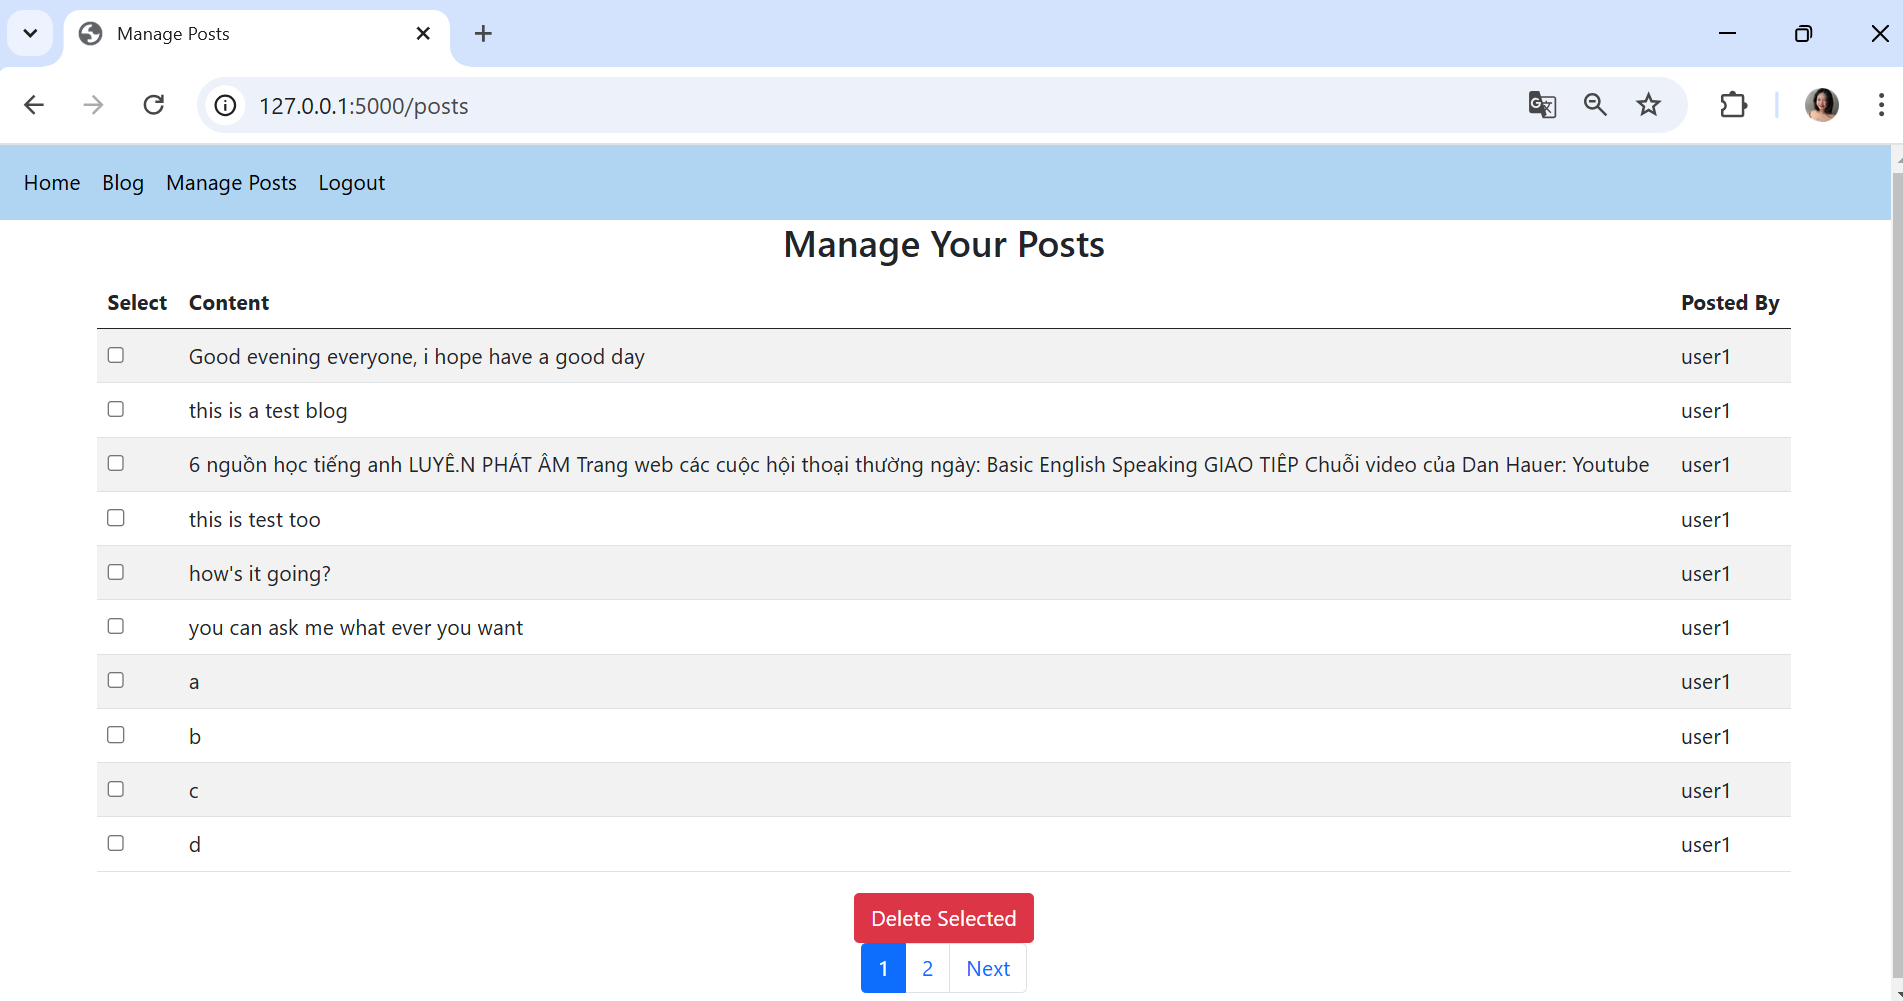 Manage Posts
127.0.0.1:5000/posts
Home Blog Manage Posts Logout
Manage Your Posts
Select Content Posted By
Good evening everyone, i hope have a good day user1
this is a test blog user1
6 nguồn học tiếng anh LUYÊ.N PHÁT ÂM Trang web các cuộc hội thoại thường ngày: Basic English Speaking GIAO TIẾP Chuỗi video của Dan Hauer: Youtube user1
this is test too user1
how's it going? user1
you can ask me what ever you want user1
a user1
b user1
c user1
d user1
Delete Selected
1 2 Next